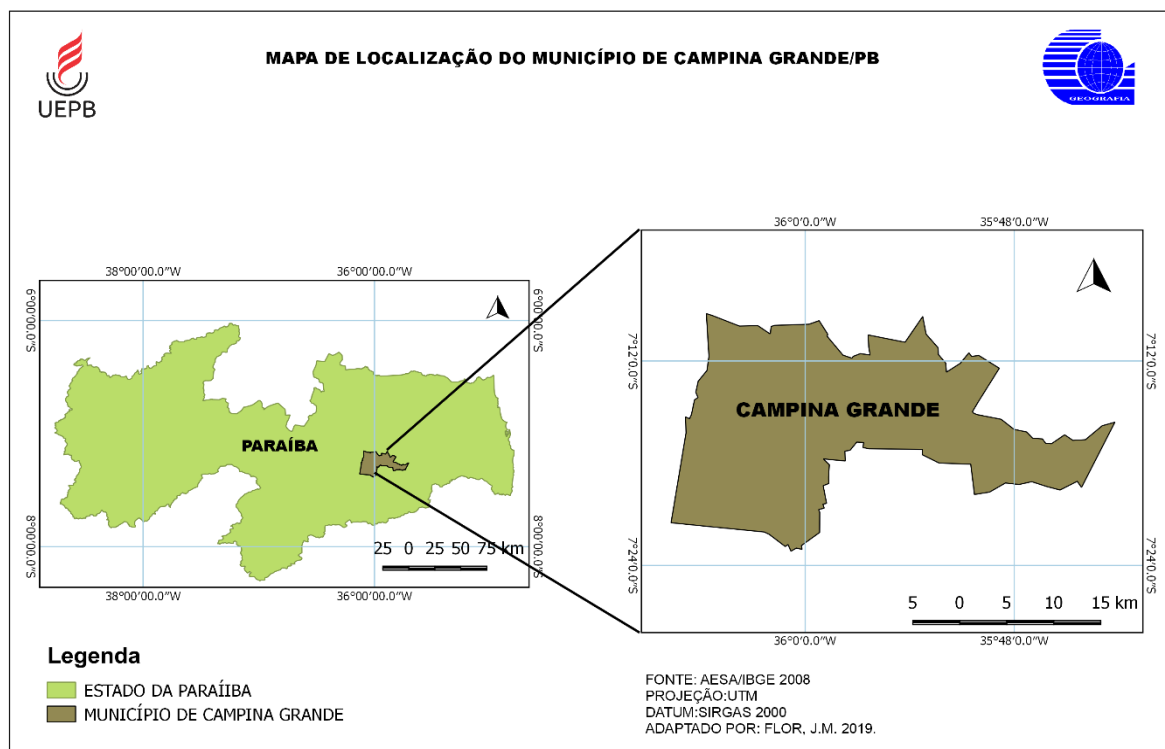 UEPB
MAPA DE LOCALIZAÇÃO DO MUNICÍPIO DE CAMPINA GRANDE/PB
GEOGRAFIA
38°00′00.0″W 36°00′00.0″W
6°00′00.0″S 6°00′00.0″S
PARAÍBA
8°00′00.0″S 8°00′00.0″S
25 0 25 50 75 km
38°00′00.0″W 36°00′00.0″W
36°0′0.0″W 35°48′0.0″W
7°12′0.0″S 7°12′0.0″S
CAMPINA GRANDE
7°24′0.0″S 7°24′0.0″S
5 0 5 10 15 km
36°0′0.0″W 35°48′0.0″W
Legenda
ESTADO DA PARAÍIBA
MUNICÍPIO DE CAMPINA GRANDE
FONTE: AESA/IBGE 2008
PROJEÇÃO:UTM
DATUM:SIRGAS 2000
ADAPTADO POR: FLOR, J.M. 2019.